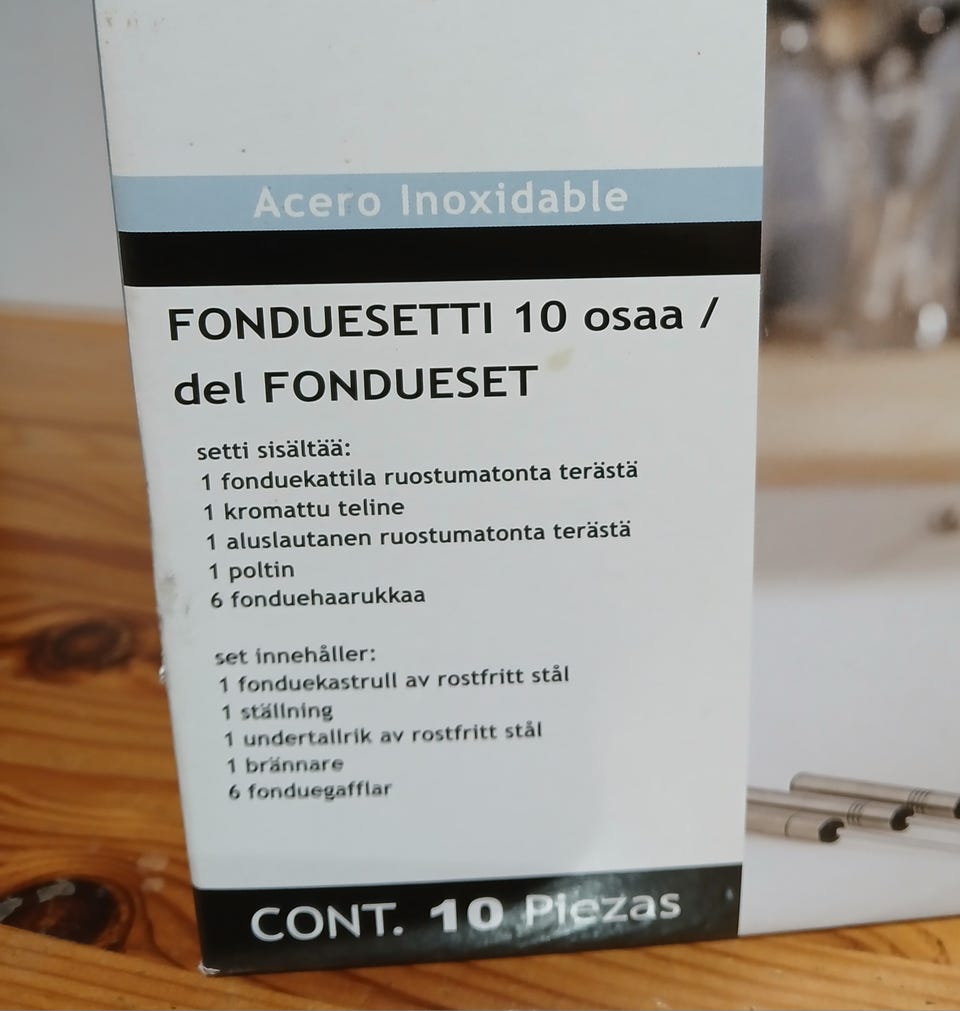 Acero Inoxidable
FONDUESETTI 10 osaa /
del FONDUESET
setti sisältää:
1 fonduekattila ruostumatonta terästä
1 kromattu teline
1 aluslautanen ruostumatonta terästä
1 poltin
6 fonduehaarukkaa
set innehåller:
1 fonduekastrull av rostfritt stål
1 ställning
1 undertallrik av rostfritt stål
1 brännare
6 fonduegafflar
CONT. 10 Piezas